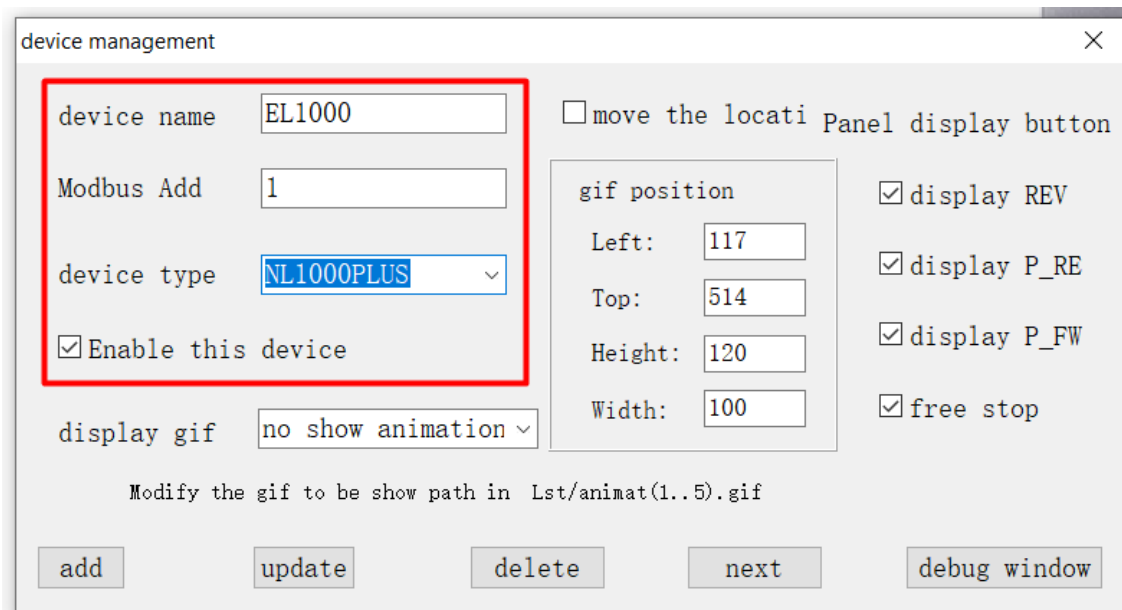 device management
device name EL1000
Modbus Add 1
device type NL1000PLUS
Enable this device
display gif no show animation
move the locati
gif position
Left: 117
Top: 514
Height: 120
Width: 100
Panel display button
display REV
display P_RE
display P_FW
free stop
Modify the gif to be show path in Lst/animat(1..5).gif
add update delete next debug window